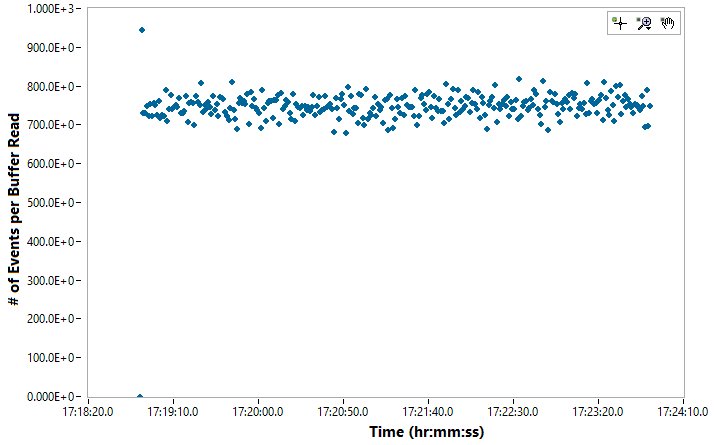 1.000E+3
900.0E+0
800.0E+0
700.0E+0
600.0E+0
500.0E+0
400.0E+0
300.0E+0
200.0E+0
100.0E+0
0.000E+0
# of Events per Buffer Read
17:18:20.0 17:19:10.0 17:20:00.0 17:20:50.0 17:21:40.0 17:22:30.0 17:23:20.0 17:24:10.0
Time (hr:mm:ss)